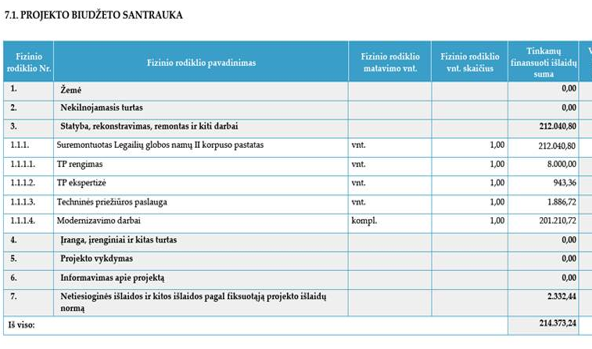 7.1. PROJEKTO BIUDŽETO SANTRAUKA
Fizinio rodiklio Nr. Fizinio rodiklio pavadinimas Fizinio rodiklio matavimo vnt. Fizinio rodiklio vnt. skaičius Tinkamų finansuoti išlaidų suma
1. Žemė 0,00
2. Nekilnojamasis turtas 0,00
3. Statyba, rekonstravimas, remontas ir kiti darbai 212.040,80
1.1.1. Suremontuotas Legailių globos namų II korpuso pastatas vnt. 1,00 212.040,80
1.1.1.1. TP rengimas vnt. 1,00 8.000,00
1.1.1.2. TP ekspertizė vnt. 1,00 943,36
1.1.1.3. Techninės priežiūros paslauga vnt. 1,00 1.886,72
1.1.1.4. Modernizavimo darbai kompl. 1,00 201.210,72
4. Įranga, įrenginiai ir kitas turtas 0,00
5. Projekto vykdymas 0,00
6. Informavimas apie projektą 0,00
7. Netiesioginės išlaidos ir kitos išlaidos pagal fiksuotąją projekto išlaidų normą 2.332,44
Iš viso: 214.373,24